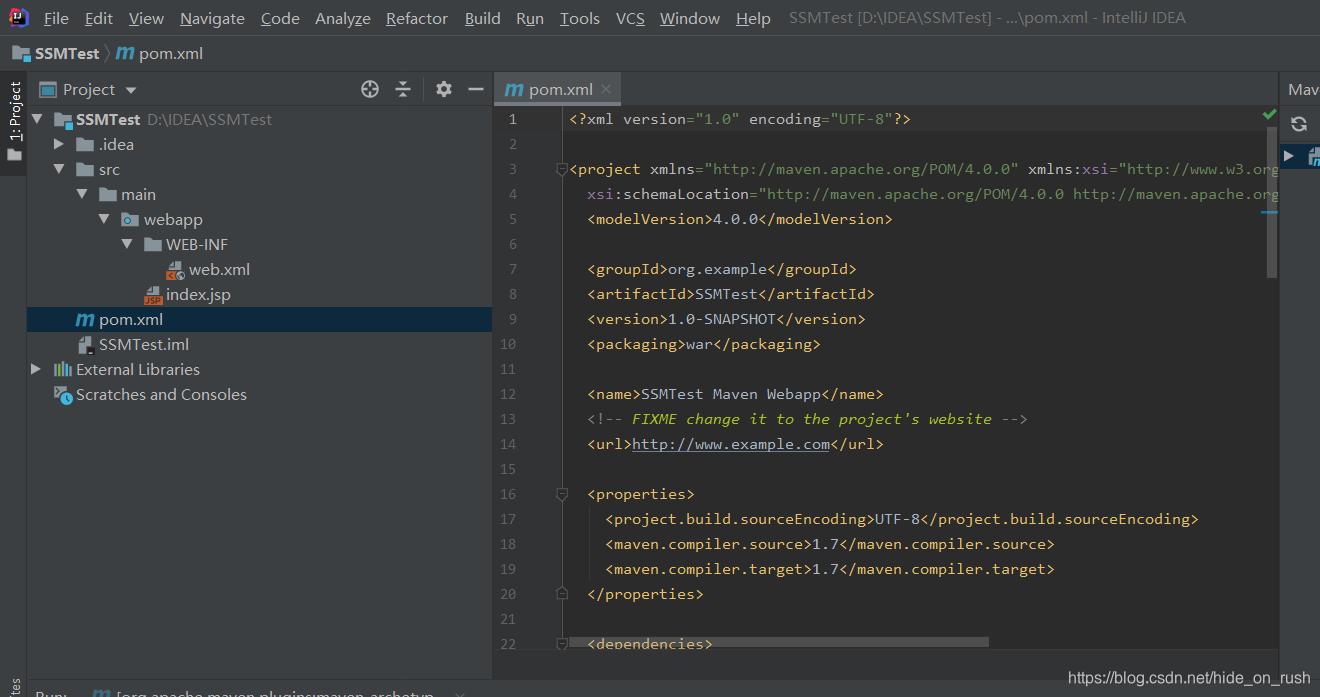 File Edit View Navigate Code Analyze Refactor Build Run Tools VCS Window Help SSMTest [D:\IDEA\SSMTest] - ...\pom.xml - IntelliJ IDEA
SSMTest pom.xml
1: Project
Project
SSMTest D:\IDEA\SSMTest
.idea
src
main
webapp
WEB-INF
web.xml
index.jsp
pom.xml
SSMTest.iml
External Libraries
Scratches and Consoles
pom.xml
Mav
1 <?xml version="1.0" encoding="UTF-8"?>
2
3 <project xmlns="http://maven.apache.org/POM/4.0.0" xmlns:xsi="http://www.w3.org
4 xsi:schemaLocation="http://maven.apache.org/POM/4.0.0 http://maven.apache.org
5 <modelVersion>4.0.0</modelVersion>
6
7 <groupId>org.example</groupId>
8 <artifactId>SSMTest</artifactId>
9 <version>1.0-SNAPSHOT</version>
10 <packaging>war</packaging>
11
12 <name>SSMTest Maven Webapp</name>
13 <!-- FIXME change it to the project's website -->
14 <url>http://www.example.com</url>
15
16 <properties>
17 <project.build.sourceEncoding>UTF-8</project.build.sourceEncoding>
18 <maven.compiler.source>1.7</maven.compiler.source>
19 <maven.compiler.target>1.7</maven.compiler.target>
20 </properties>
21
22 <dependencies>
Run: [org.apache.maven.plugins:maven-archetyp...
https://blog.csdn.net/hide_on_rush